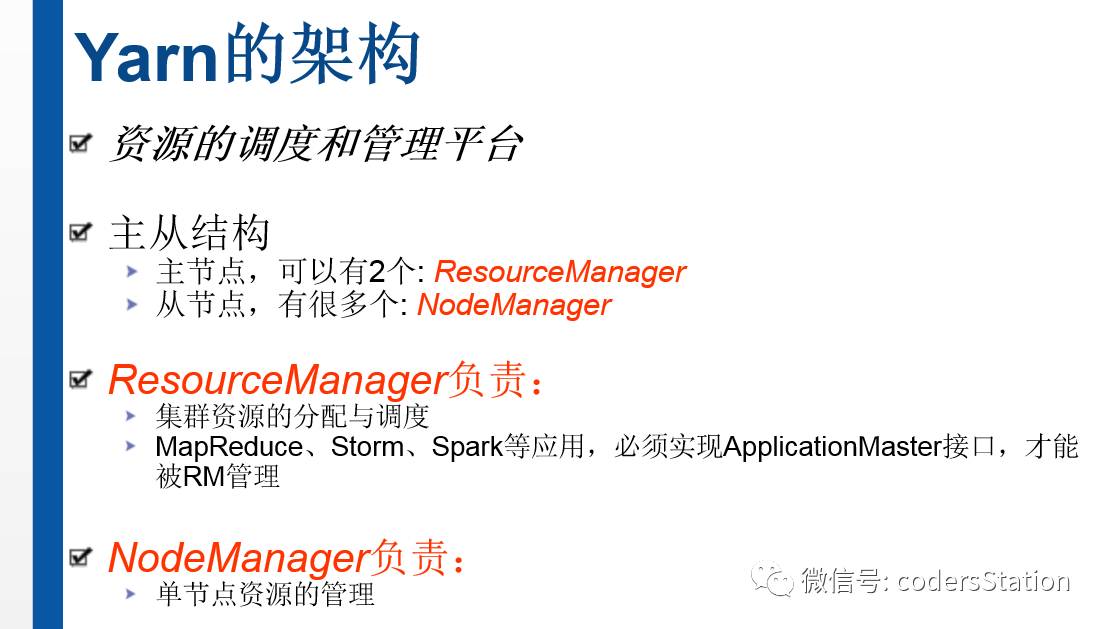 Yarn的架构
资源的调度和管理平台
主从结构
主节点，可以有2个: ResourceManager
从节点，有很多个: NodeManager
ResourceManager负责：
集群资源的分配与调度
MapReduce、Storm、Spark等应用，必须实现ApplicationMaster接口，才能
被RM管理
NodeManager负责：
单节点资源的管理
微信号: codersStation